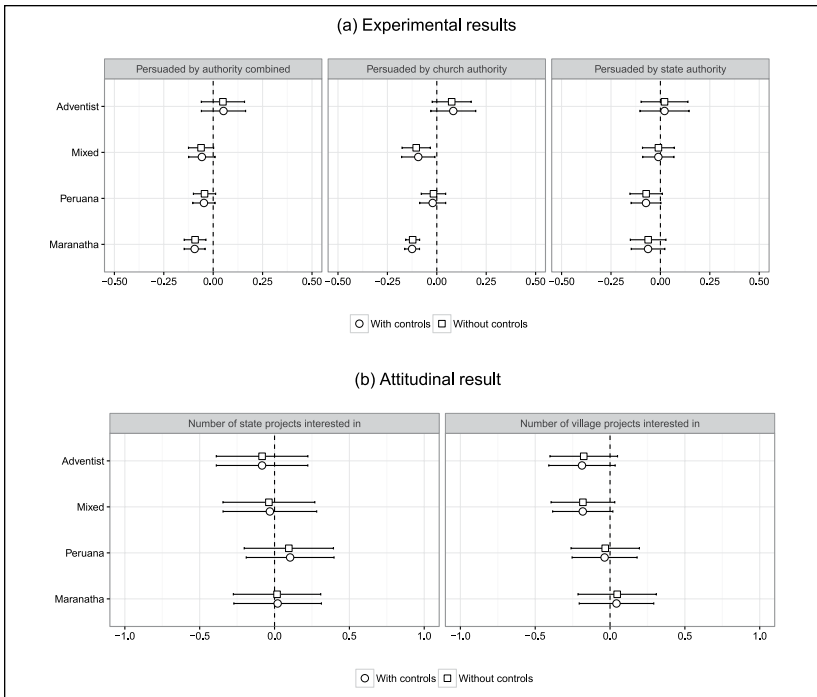 (a) Experimental results
Persuaded by authority combined Persuaded by church authority Persuaded by state authority
Adventist
Mixed
Peruana
Maranatha
−0.50 −0.25 0.00 0.25 0.50 −0.50 −0.25 0.00 0.25 0.50 −0.50 −0.25 0.00 0.25 0.50
With controls Without controls
(b) Attitudinal result
Number of state projects interested in Number of village projects interested in
Adventist
Mixed
Peruana
Maranatha
−1.0 −0.5 0.0 0.5 1.0 −1.0 −0.5 0.0 0.5 1.0
With controls Without controls